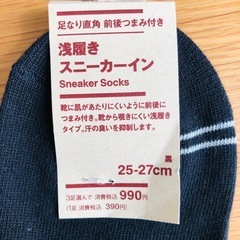 足なり直角 前後つまみ付き
浅履き
スニーカーイン
Sneaker Socks
靴に肌があたりにくいように前後に
つまみ付き。靴から覗きにくい浅履き
タイプ。汗の臭いを抑制します。
黒
25-27cm
3足選んで 消費税込 990円
(1足 消費税込 390円)